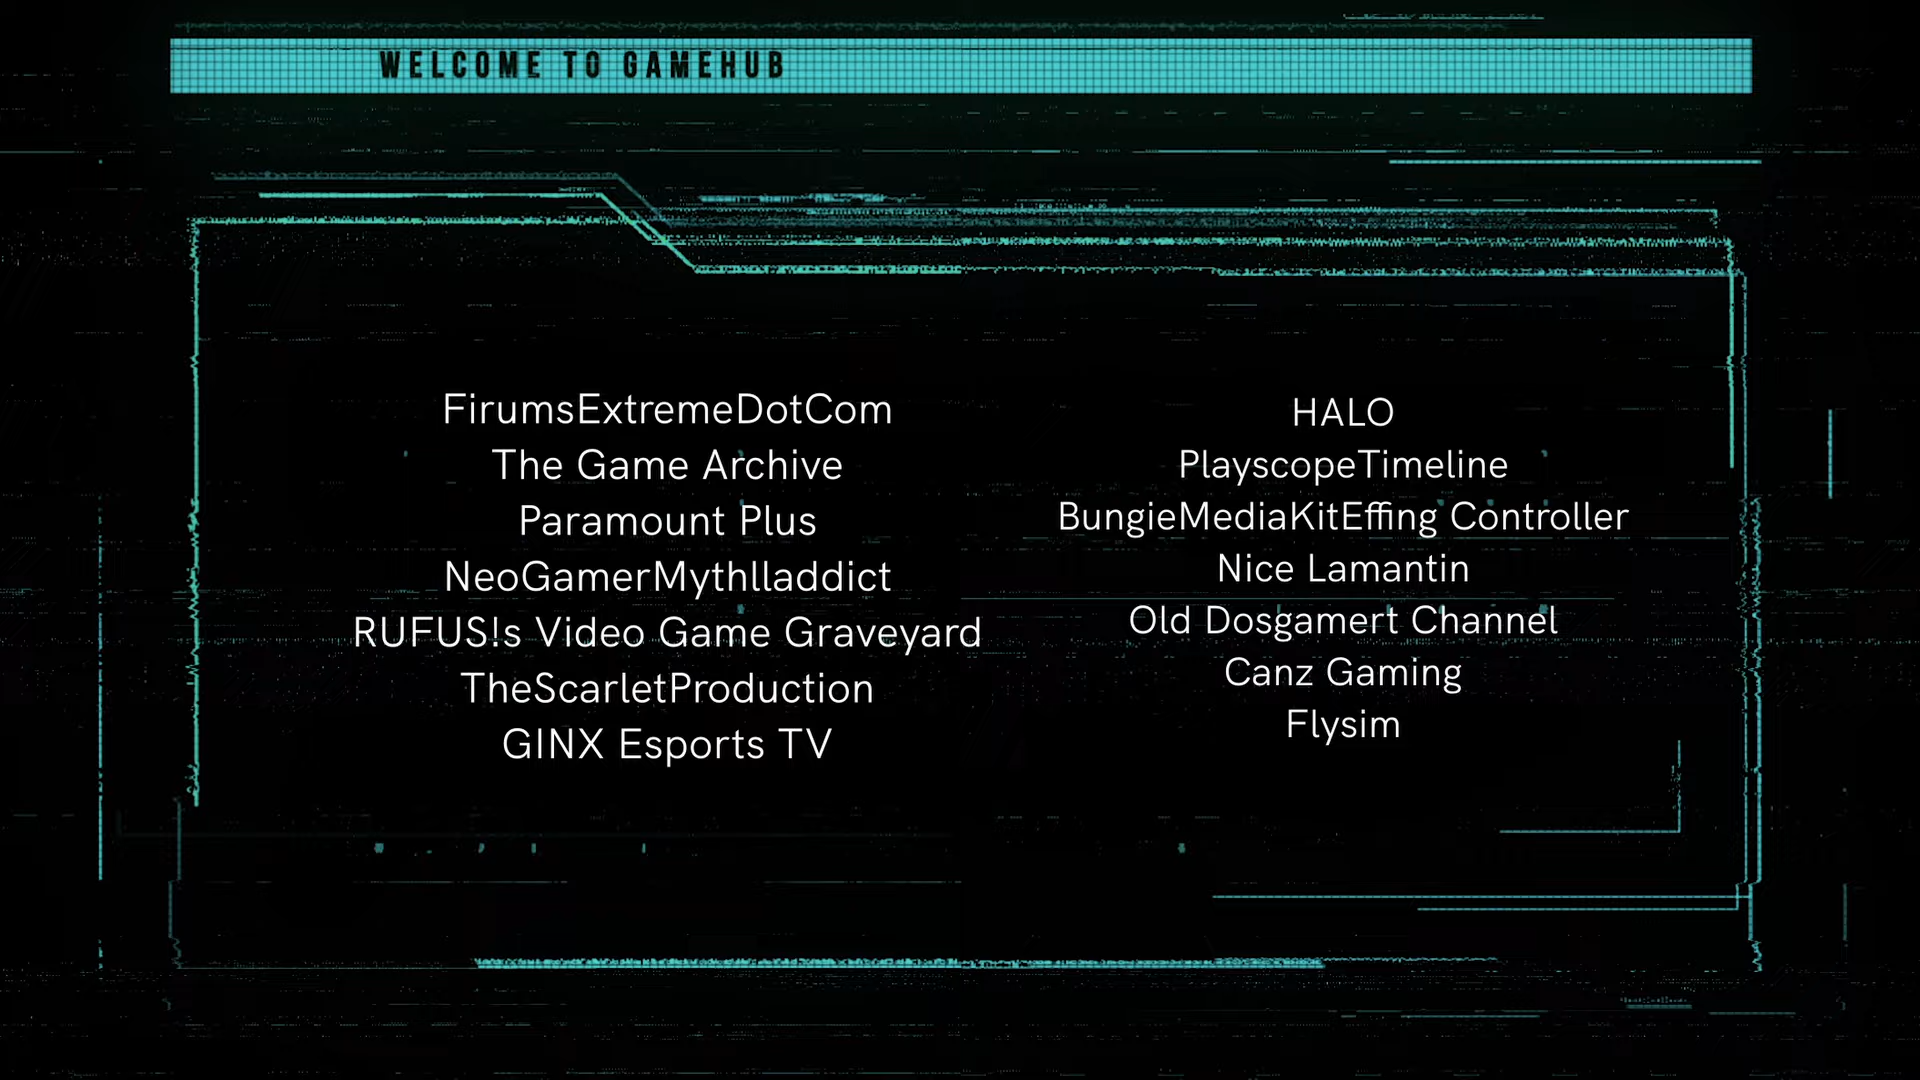 WELCOME TO GAMEHUB
FirumsExtremeDotCom
The Game Archive
Paramount Plus
NeoGamerMythlladdict
RUFUS!s Video Game Graveyard
TheScarletProduction
GINX Esports TV
HALO
PlayscopeTimeline
BungieMediaKitEffing Controller
Nice Lamantin
Old Dosgamert Channel
Canz Gaming
Flysim